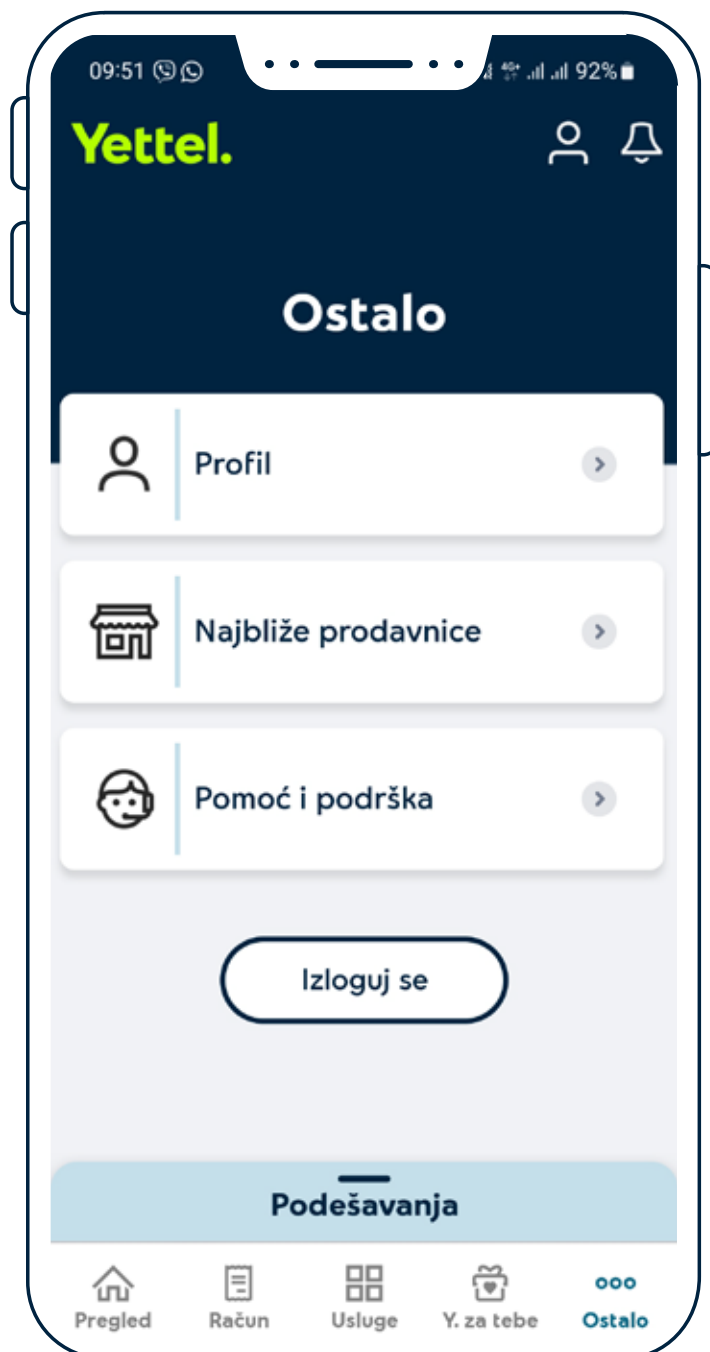 09:51 92%
Yettel.
Ostalo
Profil
Najbliže prodavnice
Pomoć i podrška
Izloguj se
Podešavanja
Pregled Račun Usluge Y. za tebe Ostalo